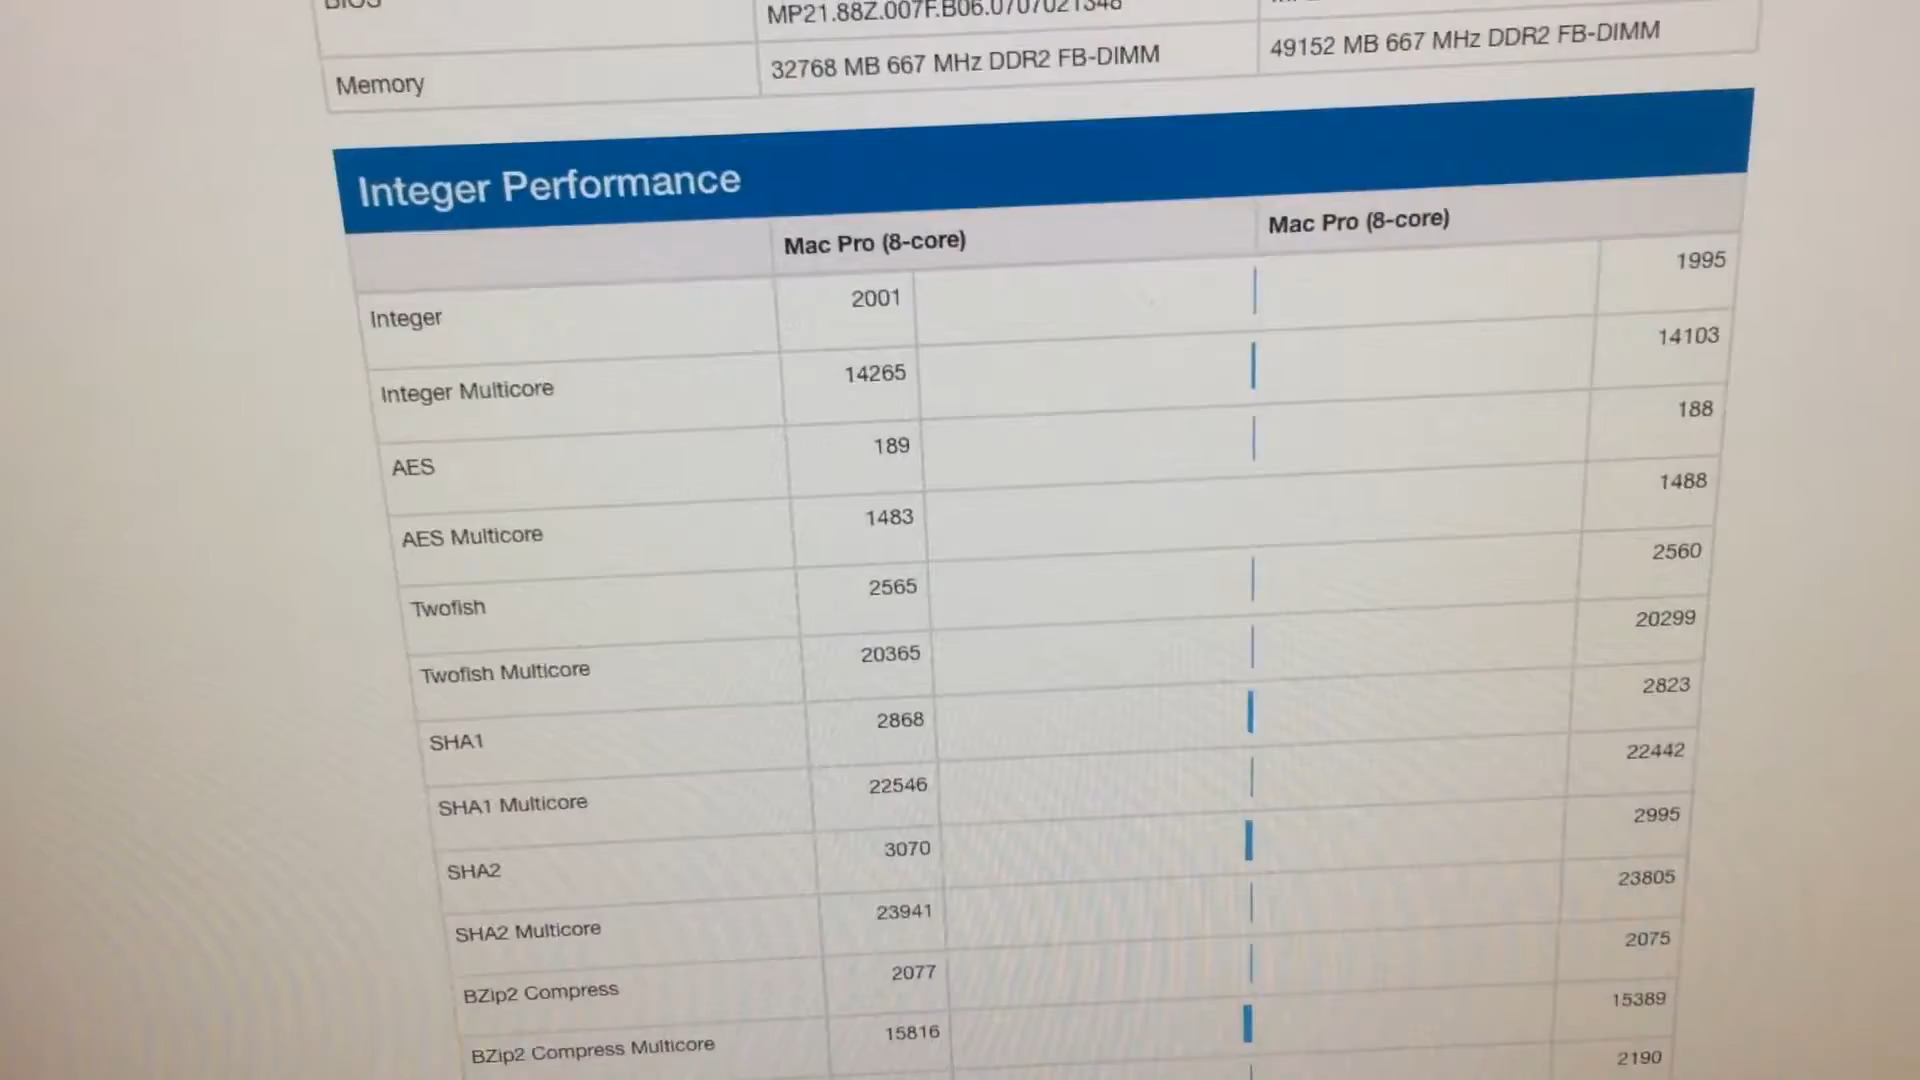 BIOS
MP21.88Z.007F.B06.0707021348
Memory 32768 MB 667 MHz DDR2 FB-DIMM 49152 MB 667 MHz DDR2 FB-DIMM
Integer Performance
Mac Pro (8-core) Mac Pro (8-core)
Integer 2001 1995
Integer Multicore 14265 14103
AES 189 188
AES Multicore 1483 1488
Twofish 2565 2560
Twofish Multicore 20365 20299
SHA1 2868 2823
SHA1 Multicore 22546 22442
SHA2 3070 2995
SHA2 Multicore 23941 23805
BZip2 Compress 2077 2075
BZip2 Compress Multicore 15816 15389
2190